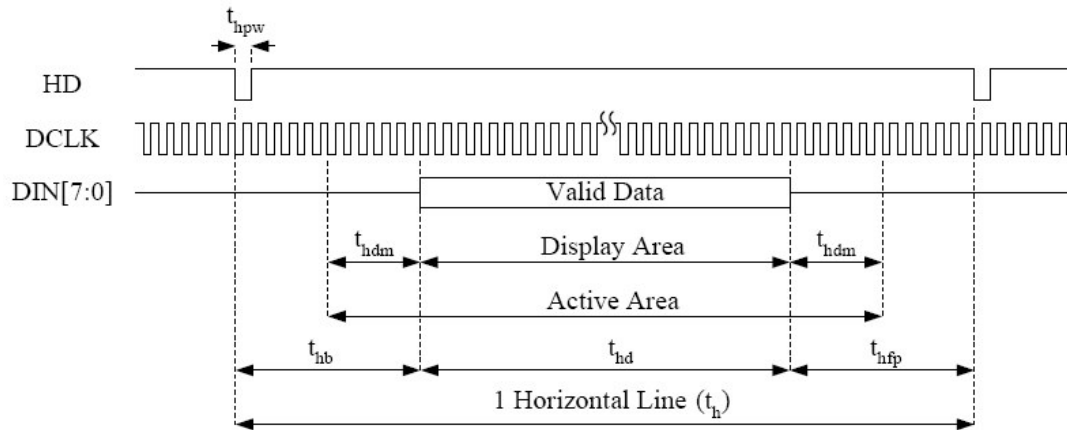 thpw
HD
DCLK
DIN[7:0]
Valid Data
thdm
Display Area
thdm
Active Area
thb
thd
thfp
1 Horizontal Line (th)